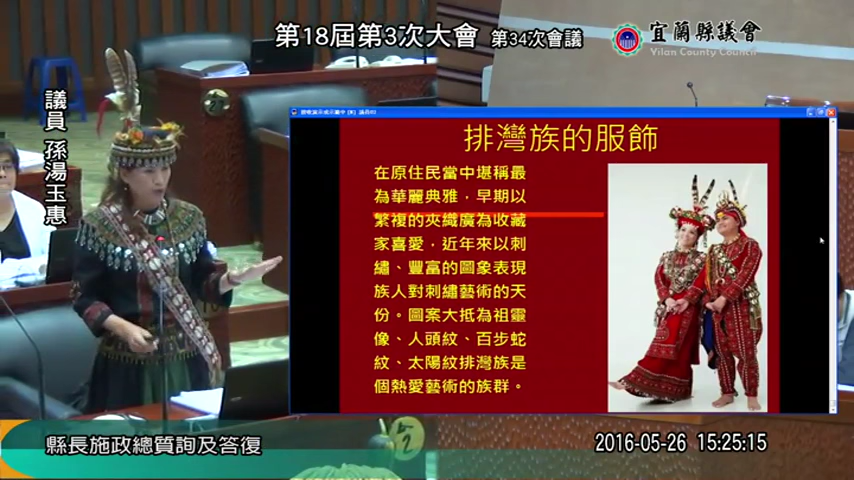 第18屆第3次大會 第34次會議
宜蘭縣議會
Yilan County Council
議員 孫湯玉惠
排灣族的服飾
在原住民當中堪稱最
為華麗典雅，早期以
繁複的夾織廣為收藏
家喜愛，近年來以刺
繡、豐富的圖象表現
族人對刺繡藝術的天
份。圖案大抵為祖靈
像、人頭紋、百步蛇
紋、太陽紋排灣族是
個熱愛藝術的族群。
縣長施政總質詢及答復
2016-05-26 15:25:15